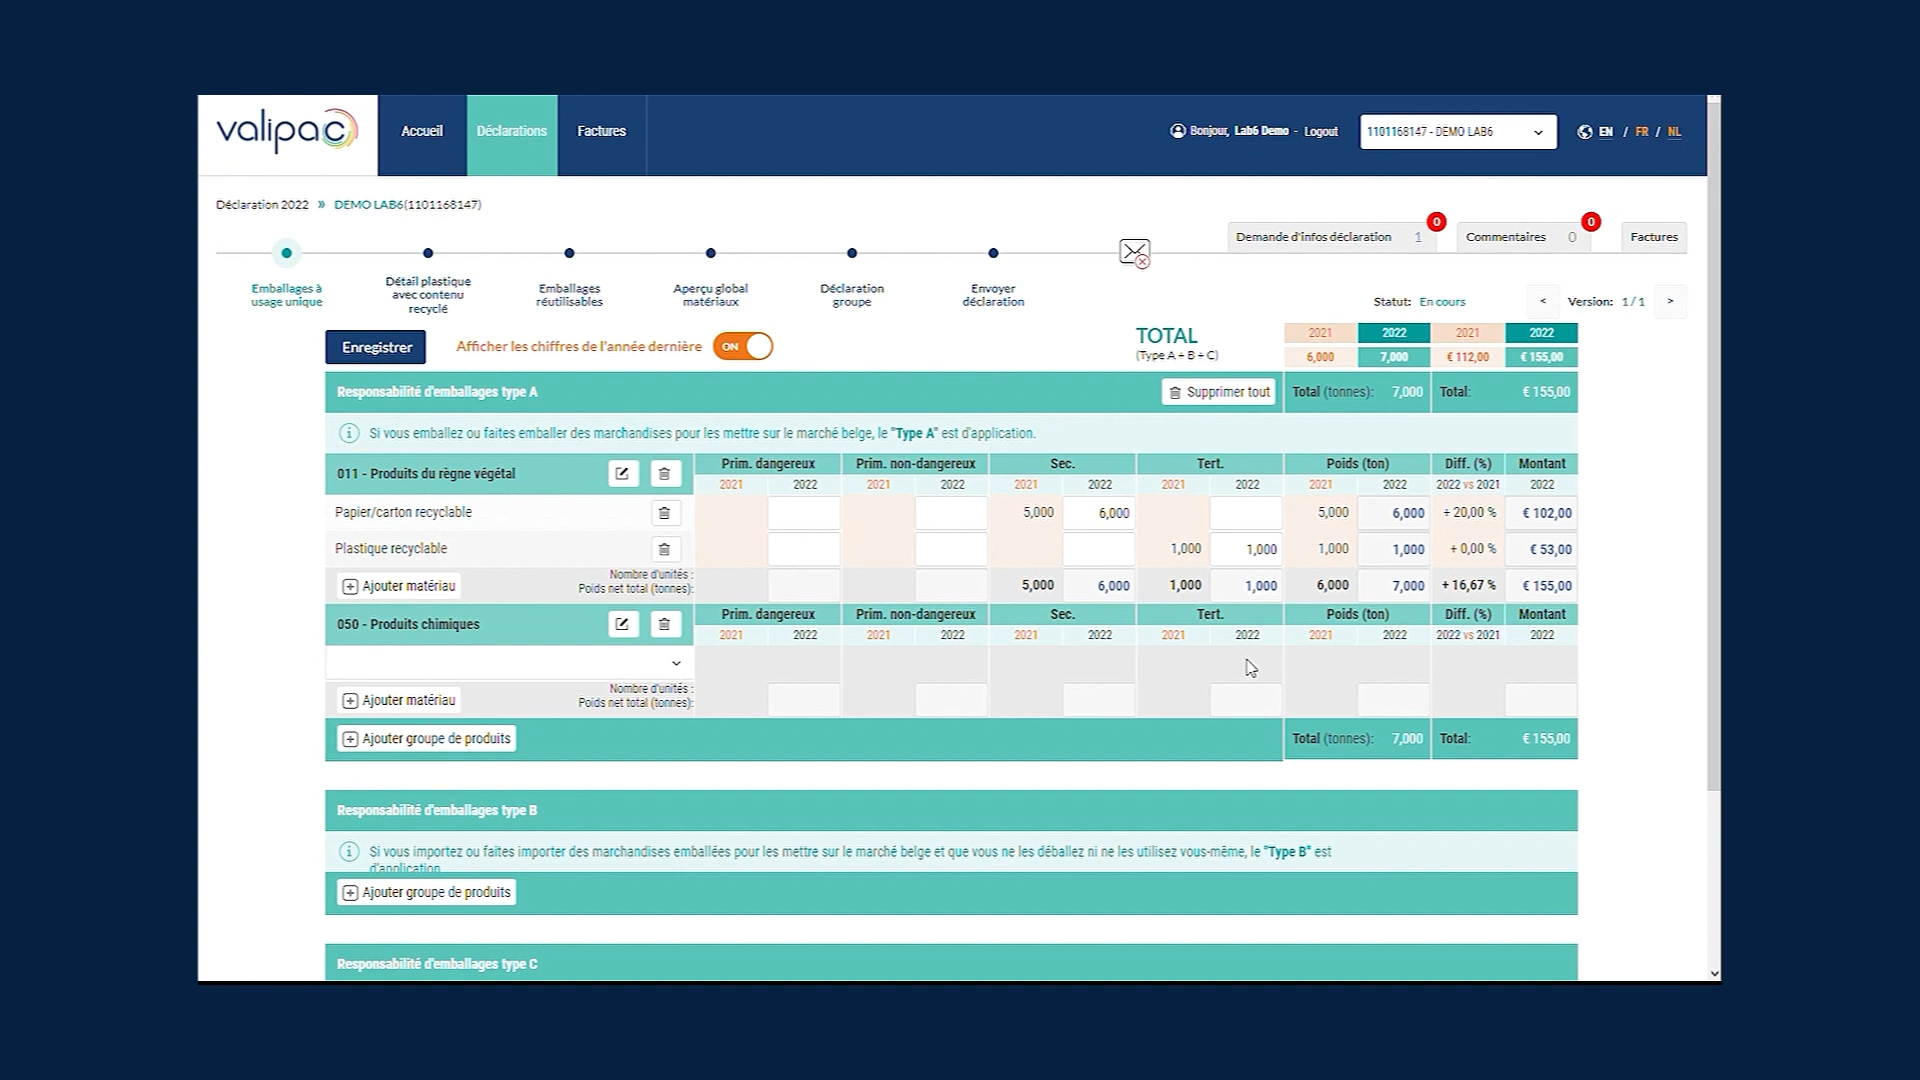 valipac
Accueil
Déclarations
Factures
Bonjour, Lab6 Demo - Logout
1101168147 - DEMO LAB6
EN / FR / NL
Déclaration 2022 » DEMO LAB6(1101168147)
Demande d'infos déclaration 1
0
Commentaires 0
0
Factures
Emballages à
usage unique
Détail plastique
avec contenu
recyclé
Emballages
réutilisables
Aperçu global
matériaux
Déclaration
groupe
Envoyer
déclaration
Statut: En cours
< Version: 1/1 >
Enregistrer
Afficher les chiffres de l'année dernière ON
TOTAL
(Type A + B + C)
2021 2022 2021 2022
6,000 7,000 € 112,00 € 155,00
Responsabilité d'emballages type A
Supprimer tout
Total (tonnes): 7,000 Total: € 155,00
Si vous emballez ou faites emballer des marchandises pour les mettre sur le marché belge, le "Type A" est d'application.
011 - Produits du règne végétal
Prim. dangereux Prim. non-dangereux Sec. Tert. Poids (ton) Diff. (%) Montant
2021 2022 2021 2022 2021 2022 2021 2022 2021 2022 2022 vs 2021 2022
Papier/carton recyclable 5,000 6,000 5,000 6,000 + 20,00 % € 102,00
Plastique recyclable 1,000 1,000 1,000 1,000 + 0,00 % € 53,00
Ajouter matériau
Nombre d'unités :
Poids net total (tonnes):
5,000 6,000 1,000 1,000 6,000 7,000 + 16,67 % € 155,00
050 - Produits chimiques
Prim. dangereux Prim. non-dangereux Sec. Tert. Poids (ton) Diff. (%) Montant
2021 2022 2021 2022 2021 2022 2021 2022 2021 2022 2022 vs 2021 2022
Ajouter matériau
Nombre d'unités :
Poids net total (tonnes):
Ajouter groupe de produits
Total (tonnes): 7,000 Total: € 155,00
Responsabilité d'emballages type B
Si vous importez ou faites importer des marchandises emballées pour les mettre sur le marché belge et que vous ne les déballez ni ne les utilisez vous-même, le "Type B" est
d'application
Ajouter groupe de produits
Responsabilité d'emballages type C